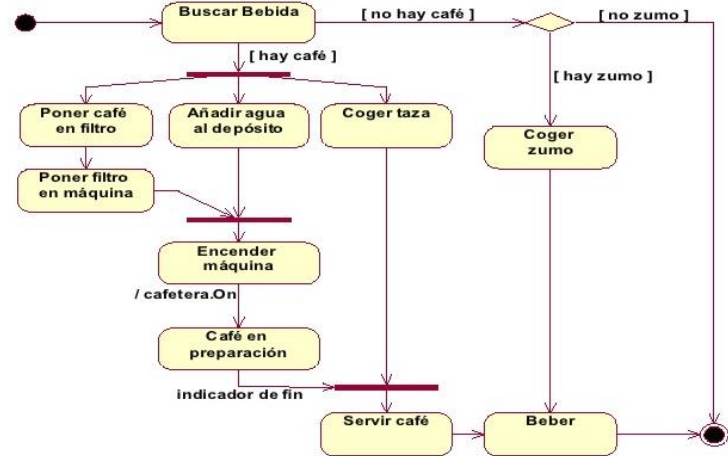 Buscar Bebida
[ no hay café ]
[ no zumo ]
[ hay café ]
[ hay zumo ]
Poner café
en filtro
Añadir agua
al depósito
Coger taza
Coger
zumo
Poner filtro
en máquina
Encender
máquina
/ cafetera.On
Café en
preparación
indicador de fin
Servir café
Beber